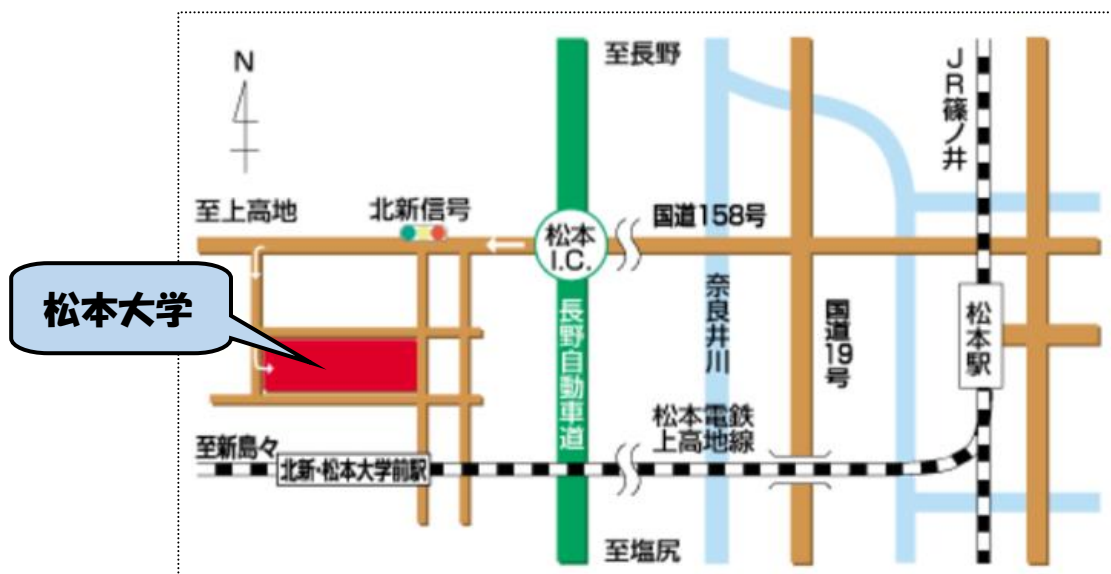 N
至長野
JR篠ノ井
至上高地
北新信号
国道158号
松本
I.C.
松本大学
長野自動車道
奈良井川
国道19号
松本駅
松本電鉄
上高地線
至新島々
北新・松本大学前駅
至塩尻